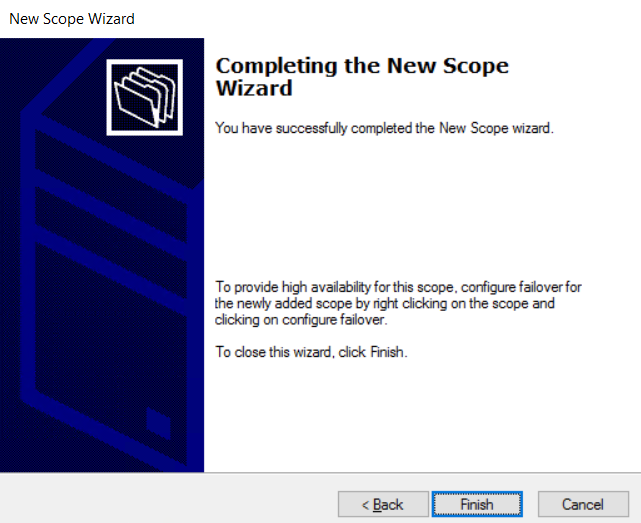 New Scope Wizard
Completing the New Scope
Wizard
You have successfully completed the New Scope wizard.
To provide high availability for this scope, configure failover for
the newly added scope by right clicking on the scope and
clicking on configure failover.
To close this wizard, click Finish.
< Back
Finish
Cancel